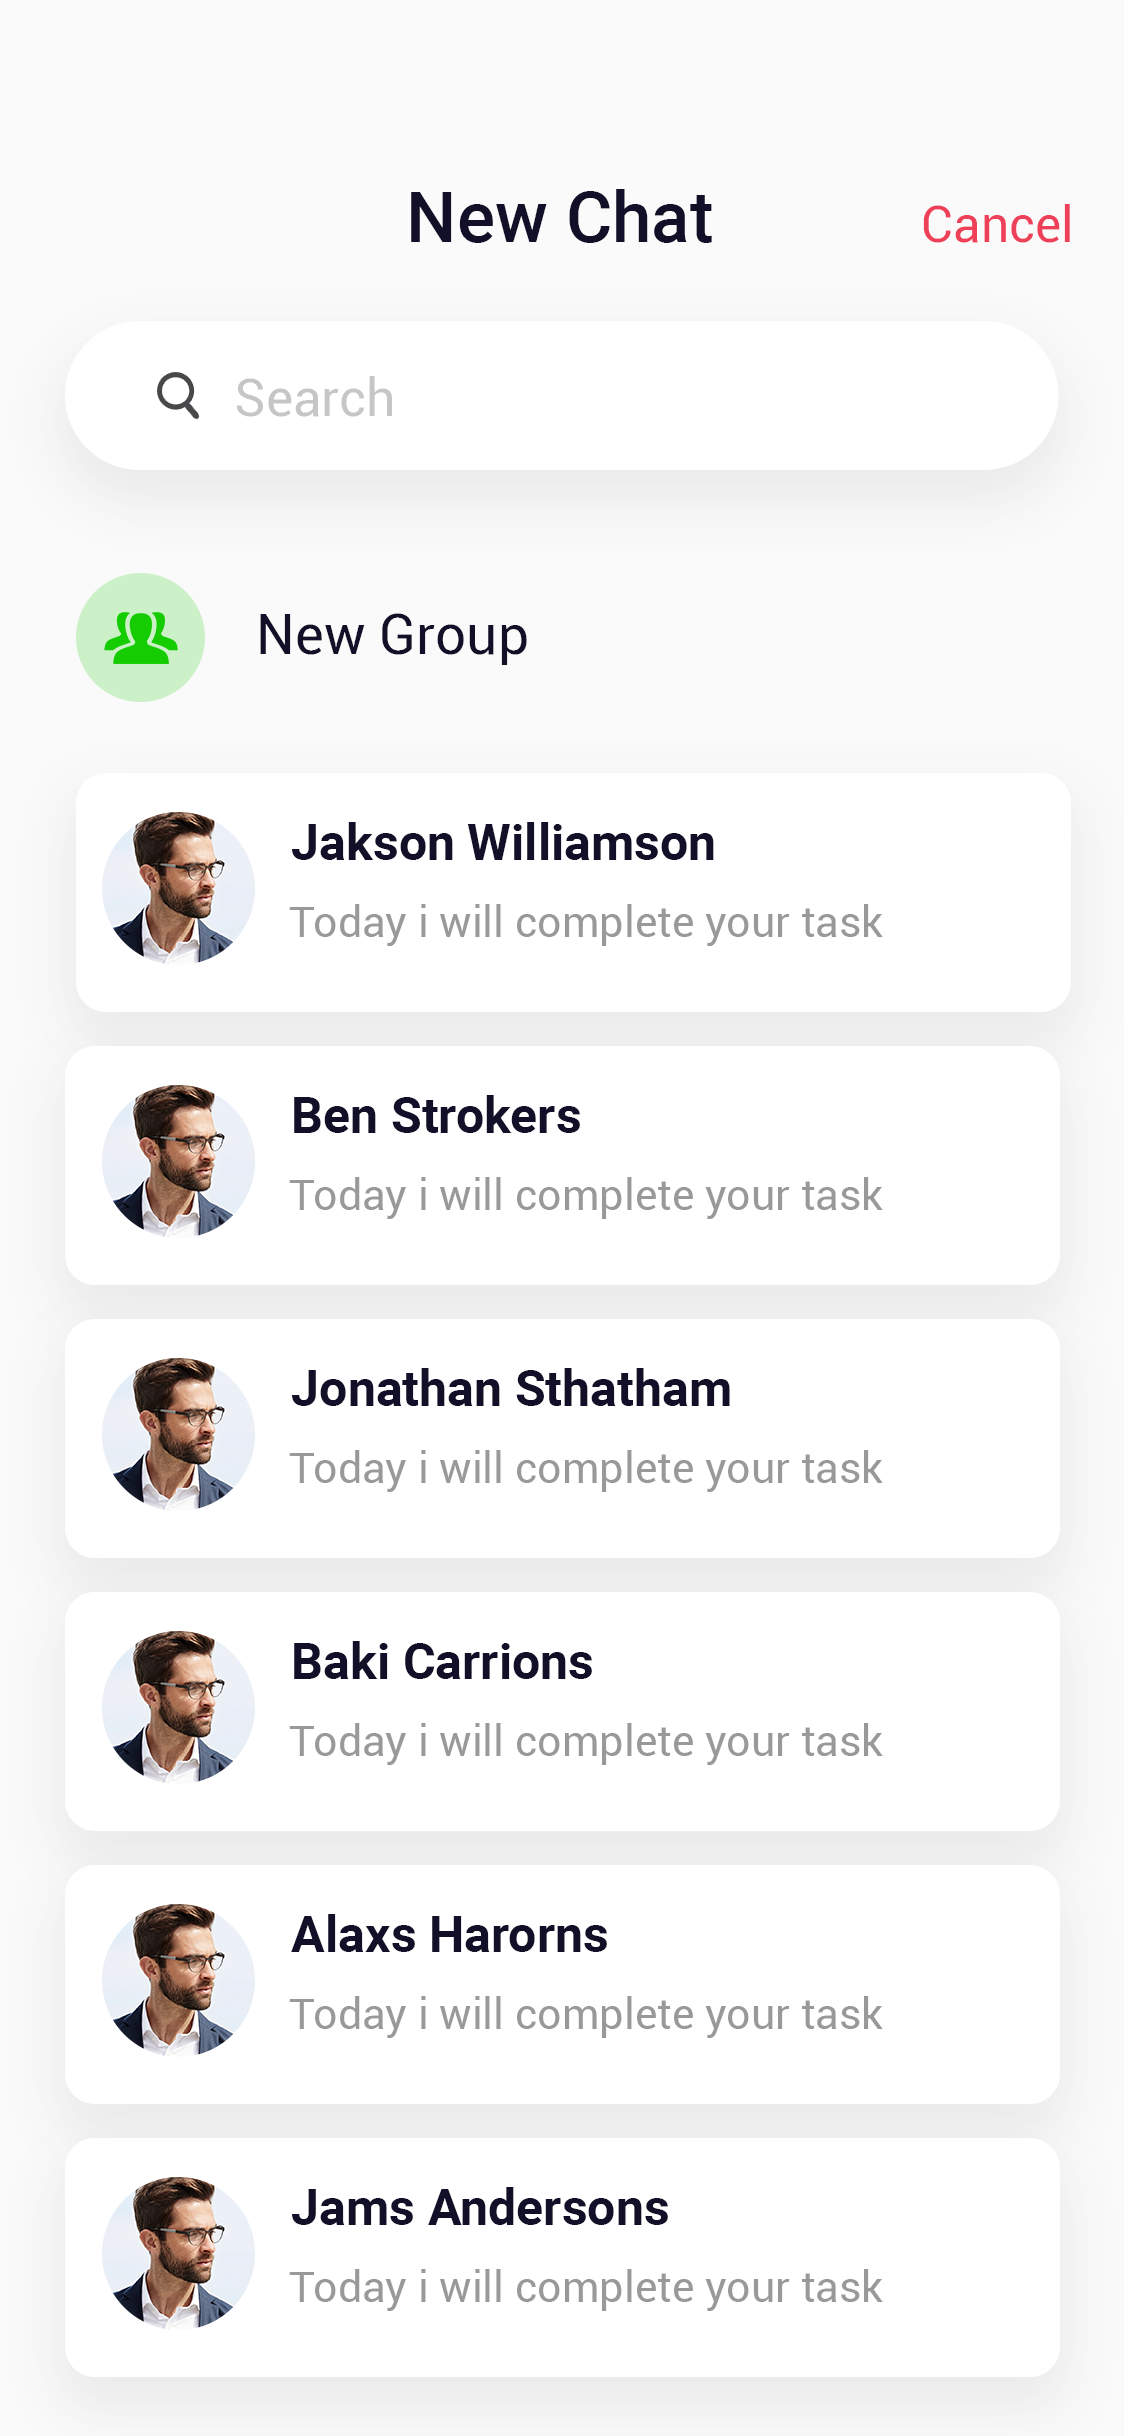 New Chat
Cancel
Search
New Group
Jakson Williamson
Today i will complete your task
Ben Strokers
Today i will complete your task
Jonathan Sthatham
Today i will complete your task
Baki Carrions
Today i will complete your task
Alaxs Harorns
Today i will complete your task
Jams Andersons
Today i will complete your task